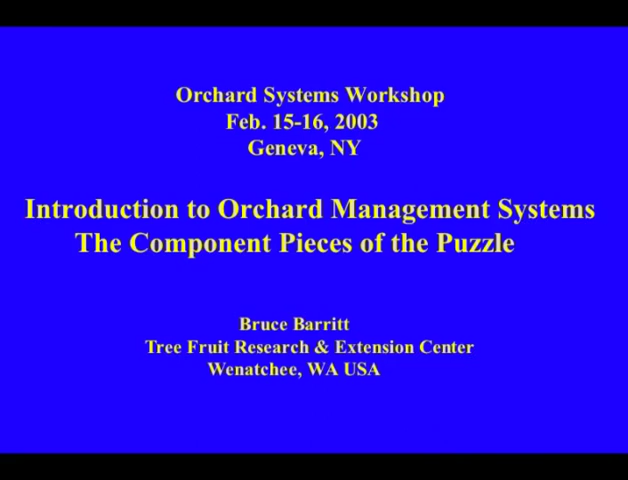 Orchard Systems Workshop
Feb. 15-16, 2003
Geneva, NY
Introduction to Orchard Management Systems
The Component Pieces of the Puzzle
Bruce Barritt
Tree Fruit Research & Extension Center
Wenatchee, WA USA